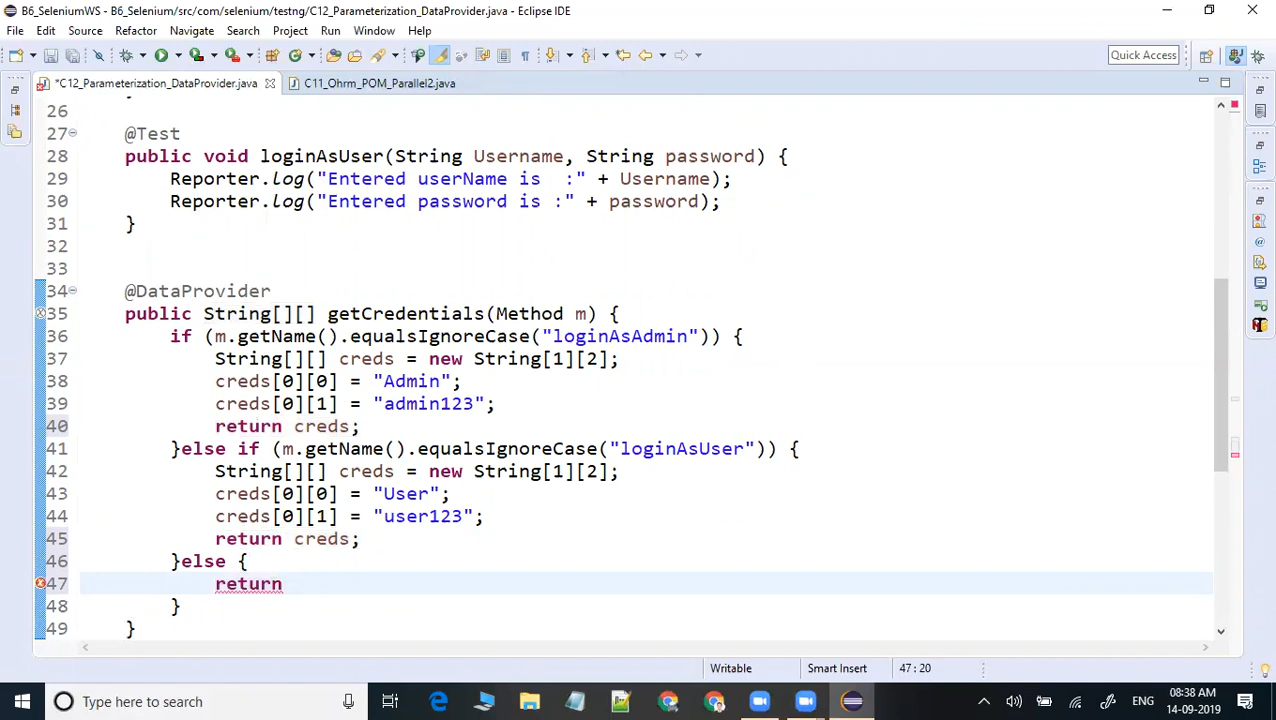 B6_SeleniumWS - B6_Selenium/src/com/selenium/testng/C12_Parameterization_DataProvider.java - Eclipse IDE
File Edit Source Refactor Navigate Search Project Run Window Help
Quick Access
*C12_Parameterization_DataProvider.java C11_Ohrm_POM_Parallel2.java
26
27 @Test
28 public void loginAsUser(String Username, String password) {
29 Reporter.log("Entered userName is  :" + Username);
30 Reporter.log("Entered password is :" + password);
31 }
32
33
34 @DataProvider
35 public String[][] getCredentials(Method m) {
36 if (m.getName().equalsIgnoreCase("loginAsAdmin")) {
37 String[][] creds = new String[1][2];
38 creds[0][0] = "Admin";
39 creds[0][1] = "admin123";
40 return creds;
41 }else if (m.getName().equalsIgnoreCase("loginAsUser")) {
42 String[][] creds = new String[1][2];
43 creds[0][0] = "User";
44 creds[0][1] = "user123";
45 return creds;
46 }else {
47 return
48 }
49 }
Writable Smart Insert 47 : 20
Type here to search
ENG 08:38 AM
14-09-2019